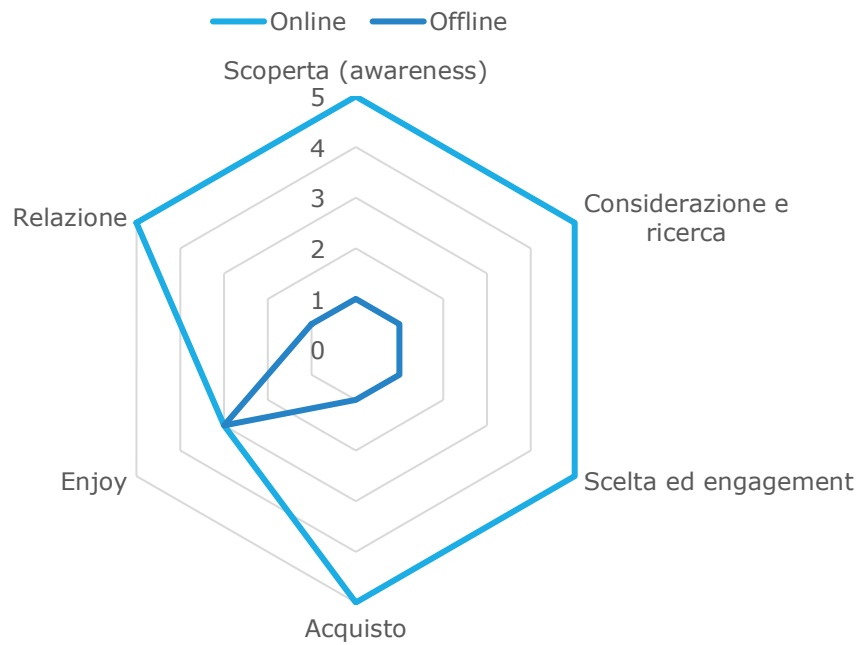 Online Offline
Scoperta (awareness)
5
4
3
2
1
0
Considerazione e
ricerca
Scelta ed engagement
Acquisto
Enjoy
Relazione